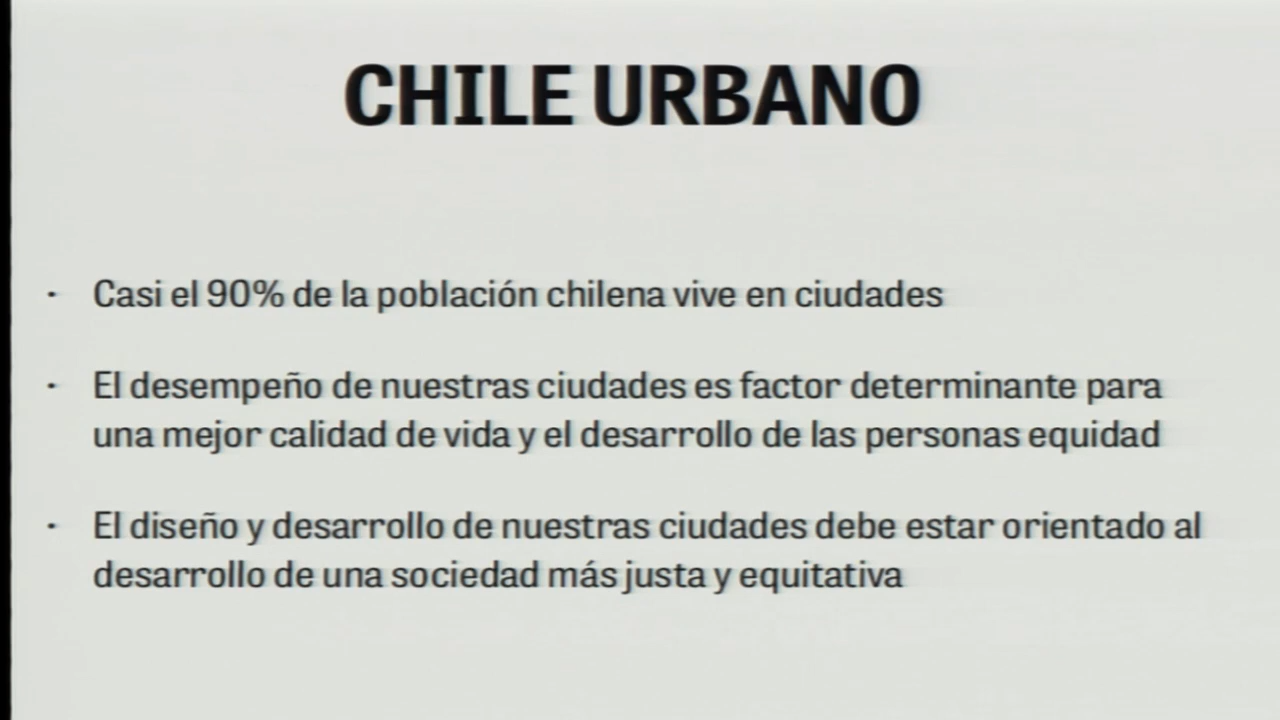 CHILE URBANO
· Casi el 90% de la población chilena vive en ciudades
· El desempeño de nuestras ciudades es factor determinante para
una mejor calidad de vida y el desarrollo de las personas equidad
· El diseño y desarrollo de nuestras ciudades debe estar orientado al
desarrollo de una sociedad más justa y equitativa